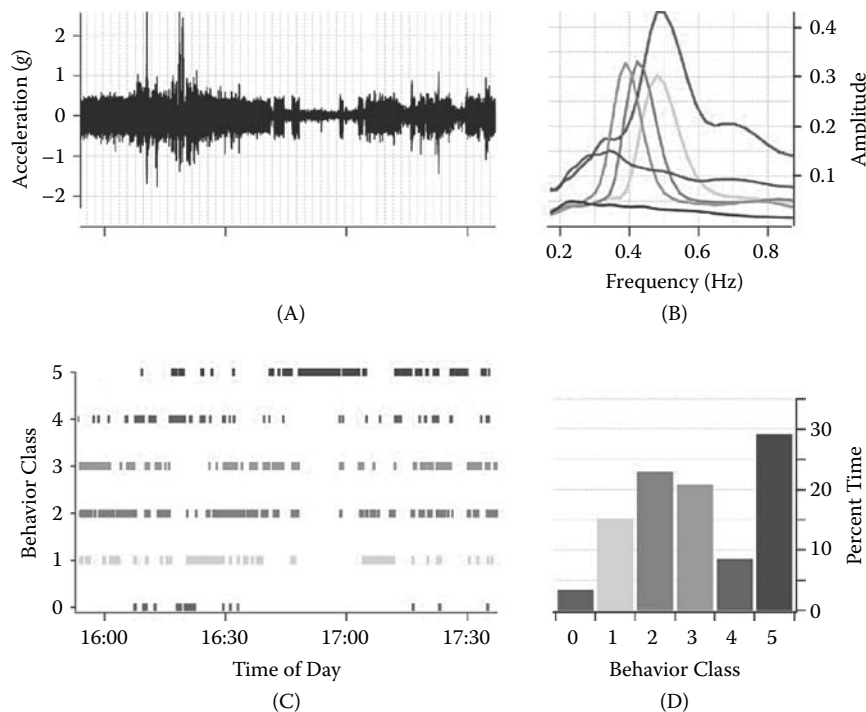 2
1
0
−1
−2
Acceleration (g)
16:30
(A)
0.4
0.3
0.2
0.1
Amplitude
0.2 0.4 0.6 0.8
Frequency (Hz)
(B)
5
4
3
2
1
0
Behavior Class
16:00 16:30 17:00 17:30
Time of Day
(C)
30
20
10
0
Percent Time
0 1 2 3 4 5
Behavior Class
(D)